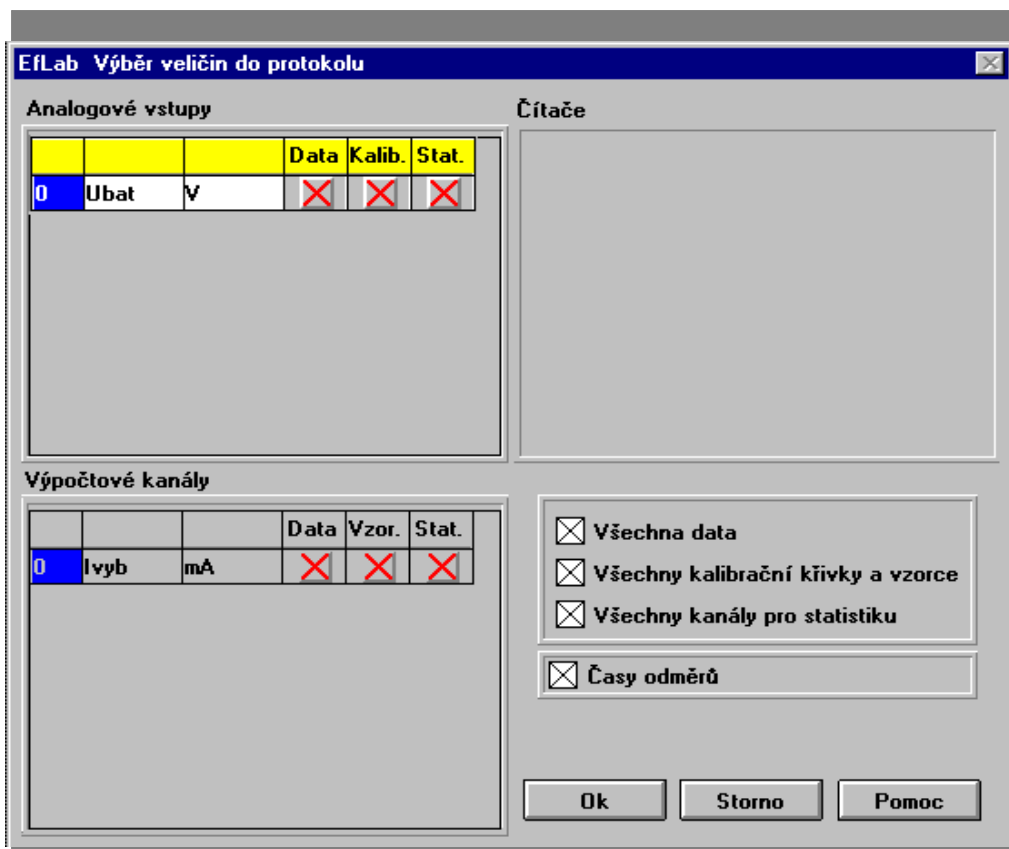 EfLab Výběr veličin do protokolu
Analogové vstupy
Data Kalib. Stat.
0 Ubat V
Čítače
Výpočtové kanály
Data Vzor. Stat.
0 Ivyb mA
Všechna data
Všechny kalibrační křivky a vzorce
Všechny kanály pro statistiku
Časy odměrů
Ok Storno Pomoc